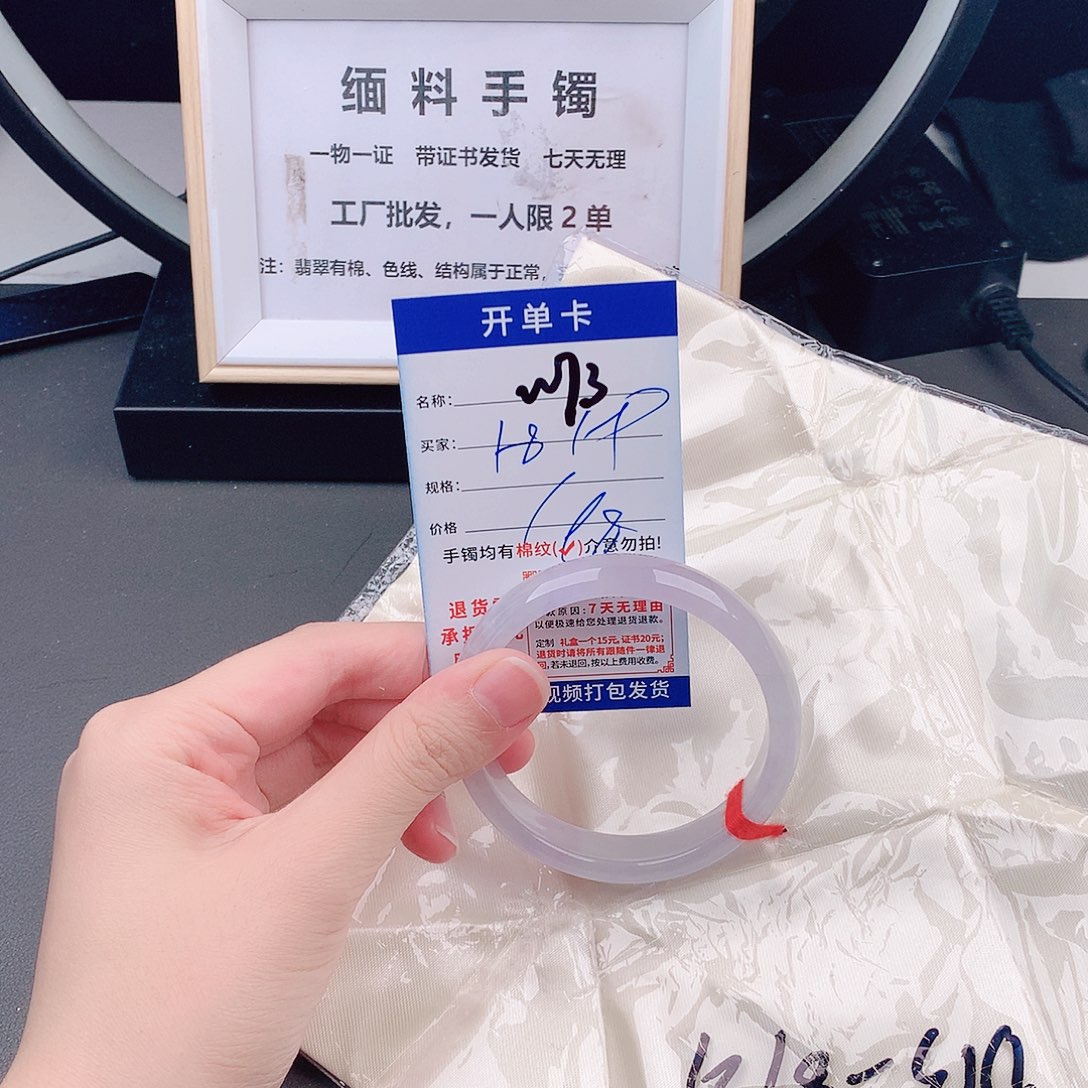 缅料手镯
一物一证 带证书发货 七天无理
工厂批发，一人限2单
注：翡翠有棉、色线、结构属于正常，
开单卡
名称：
买家：
规格：
价格
手镯均有棉纹(✓)介意勿拍!
退货
款原因：7天无理由
以便极速给您处理退货退款。
承
定制 礼盒一个15元，证书20元；
退货时请将所有跟随件一律退
回，若未退回，按以上费用收费。
视频打包发货